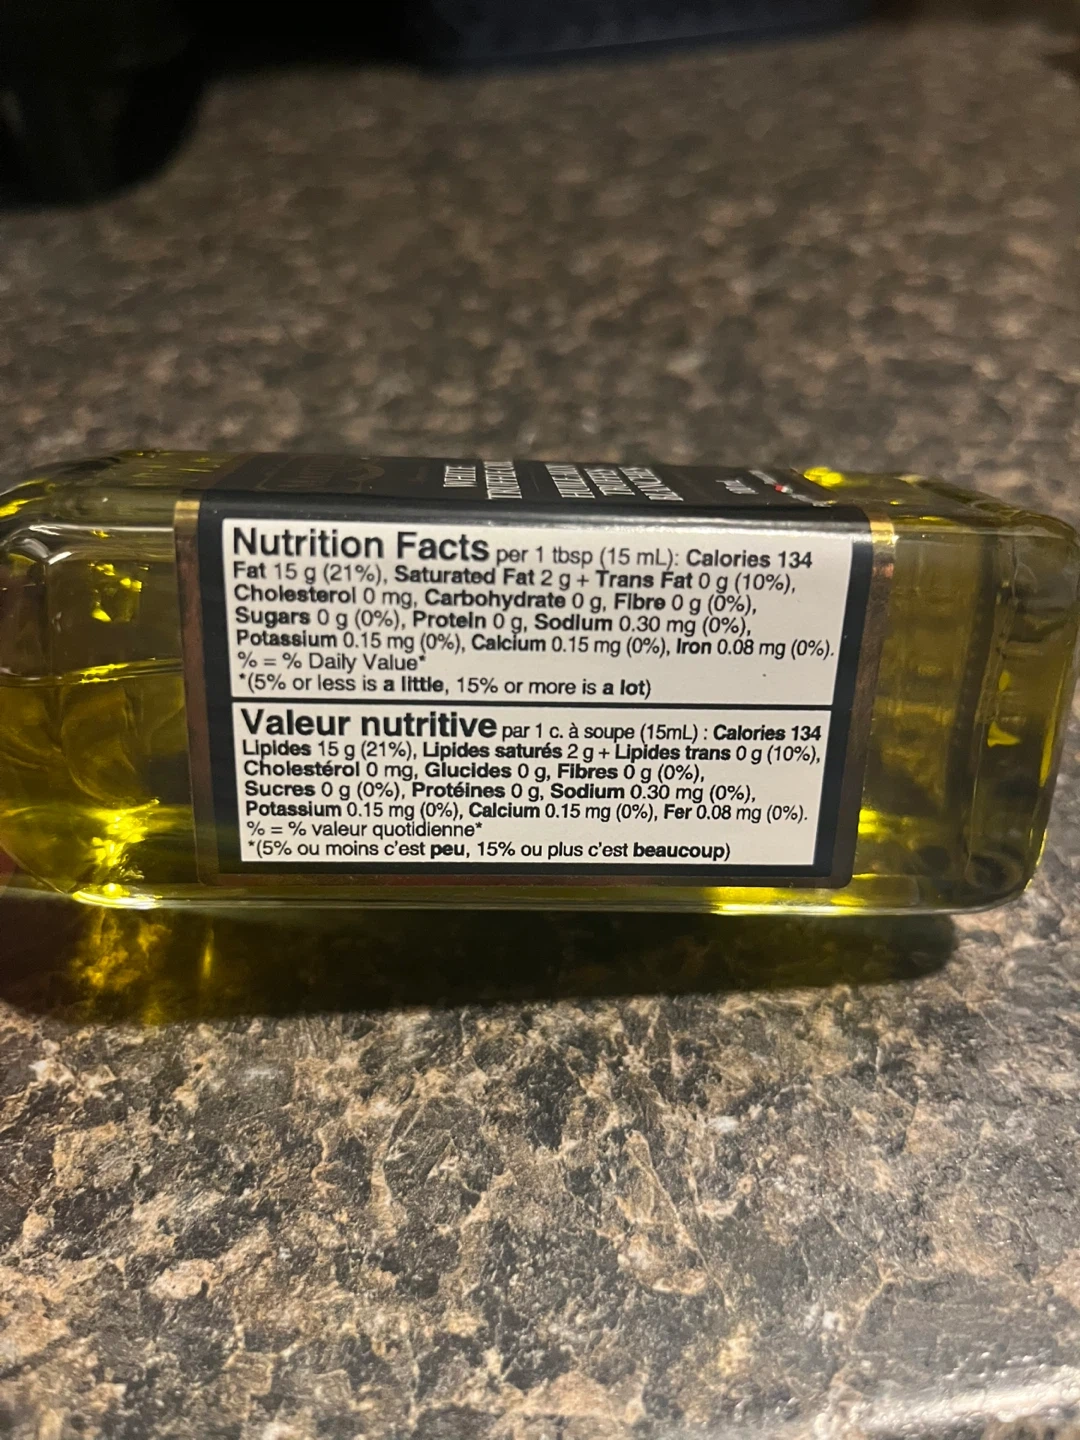 WHITE
Nutrition Facts per 1 tbsp (15 mL): Calories 134
Fat 15 g (21%), Saturated Fat 2 g + Trans Fat 0 g (10%),
Cholesterol 0 mg, Carbohydrate 0 g, Fibre 0 g (0%),
Sugars 0 g (0%), Protein 0 g, Sodium 0.30 mg (0%),
Potassium 0.15 mg (0%), Calcium 0.15 mg (0%), Iron 0.08 mg (0%).
% = % Daily Value*
*(5% or less is a little, 15% or more is a lot)
Valeur nutritive par 1 c. à soupe (15mL) : Calories 134
Lipides 15 g (21%), Lipides saturés 2 g + Lipides trans 0 g (10%),
Cholestérol 0 mg, Glucides 0 g, Fibres 0 g (0%),
Sucres 0 g (0%), Protéines 0 g, Sodium 0.30 mg (0%),
Potassium 0.15 mg (0%), Calcium 0.15 mg (0%), Fer 0.08 mg (0%).
% = % valeur quotidienne*
*(5% ou moins c'est peu, 15% ou plus c'est beaucoup)